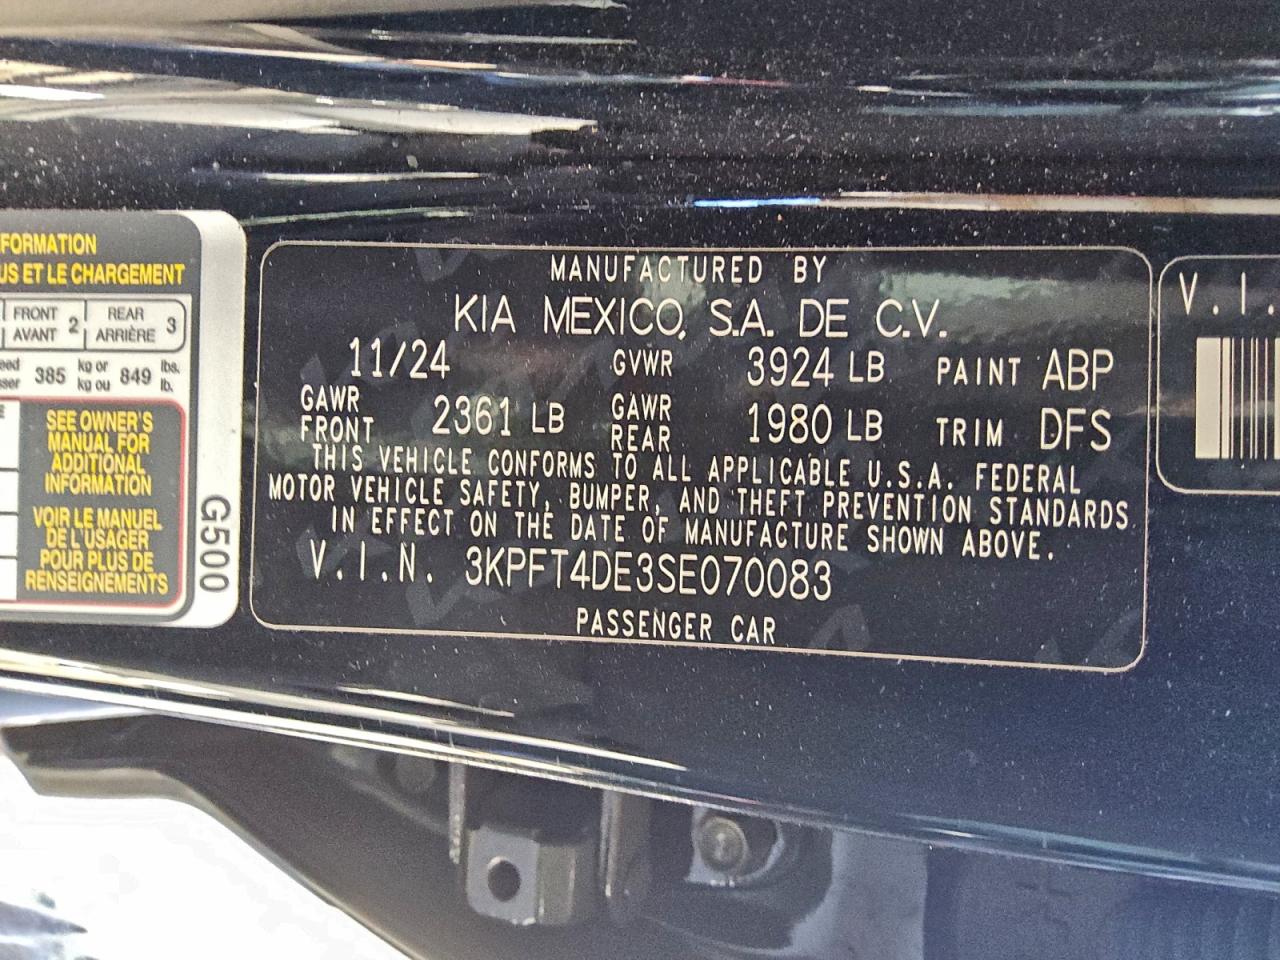 FORMATION
US ET LE CHARGEMENT
FRONT
AVANT 2
REAR
ARRIÈRE 3
385 kg or
kg ou 849 lbs.
lb.
SEE OWNER'S
MANUAL FOR
ADDITIONAL
INFORMATION
VOIR LE MANUEL
DE L'USAGER
POUR PLUS DE
RENSEIGNEMENTS
G500
MANUFACTURED BY
KIA MEXICO, S.A. DE C.V.
11/24 GVWR 3924 LB PAINT ABP
GAWR
FRONT 2361 LB GAWR
REAR 1980 LB TRIM DFS
THIS VEHICLE CONFORMS TO ALL APPLICABLE U.S.A. FEDERAL
MOTOR VEHICLE SAFETY, BUMPER, AND THEFT PREVENTION STANDARDS
IN EFFECT ON THE DATE OF MANUFACTURE SHOWN ABOVE.
V.I.N. 3KPFT4DE3SE070083
PASSENGER CAR
V.I.